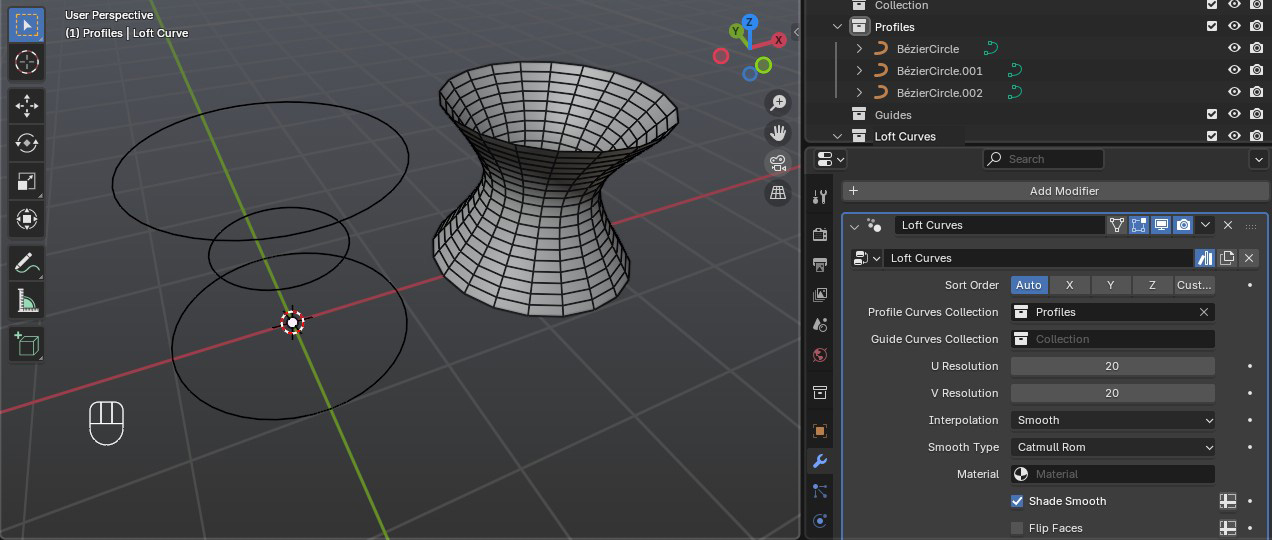 User Perspective
(1) Profiles | Loft Curve
Z
Y
X
Collection
Profiles
BézierCircle
BézierCircle.001
BézierCircle.002
Guides
Loft Curves
Search
+ Add Modifier
Loft Curves
Loft Curves
Sort Order Auto X Y Z Cust...
Profile Curves Collection Profiles
Guide Curves Collection Collection
U Resolution 20
V Resolution 20
Interpolation Smooth
Smooth Type Catmull Rom
Material Material
Shade Smooth
Flip Faces